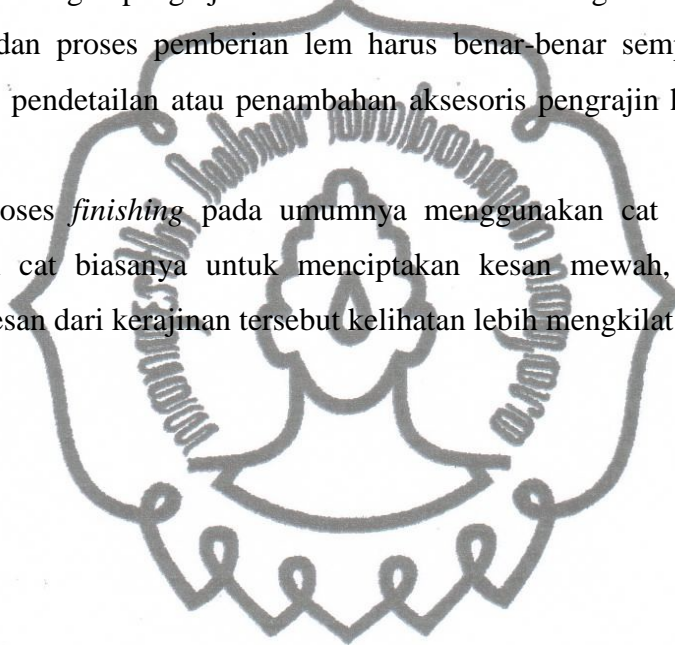 dan proses pemberian lem harus benar-benar semp
pendetailan atau penambahan aksesoris pengrajin
oses finishing pada umumnya menggunakan cat
cat biasanya untuk menciptakan kesan mewah,
esan dari kerajinan tersebut kelihatan lebih mengkilat